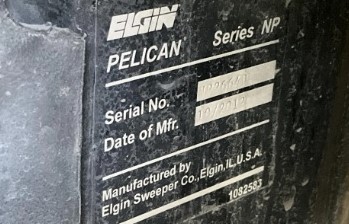 ELGIN
PELICAN Series NP
Serial No.
Date of Mfr.
Manufactured by
Elgin Sweeper Co., Elgin, IL, U.S.A.
1082583